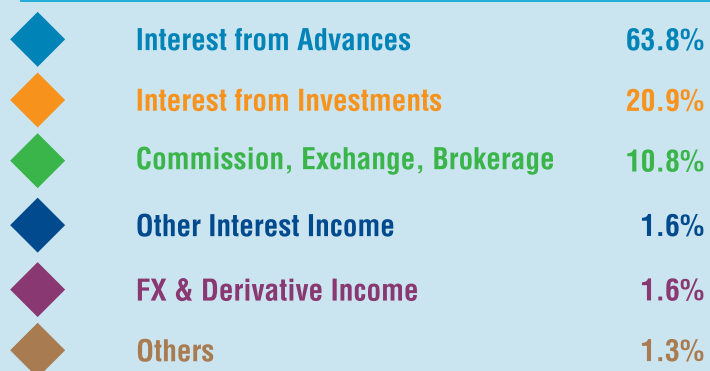 Interest from Advances 63.8%
Interest from Investments 20.9%
Commission, Exchange, Brokerage 10.8%
Other Interest Income 1.6%
FX & Derivative Income 1.6%
Others 1.3%